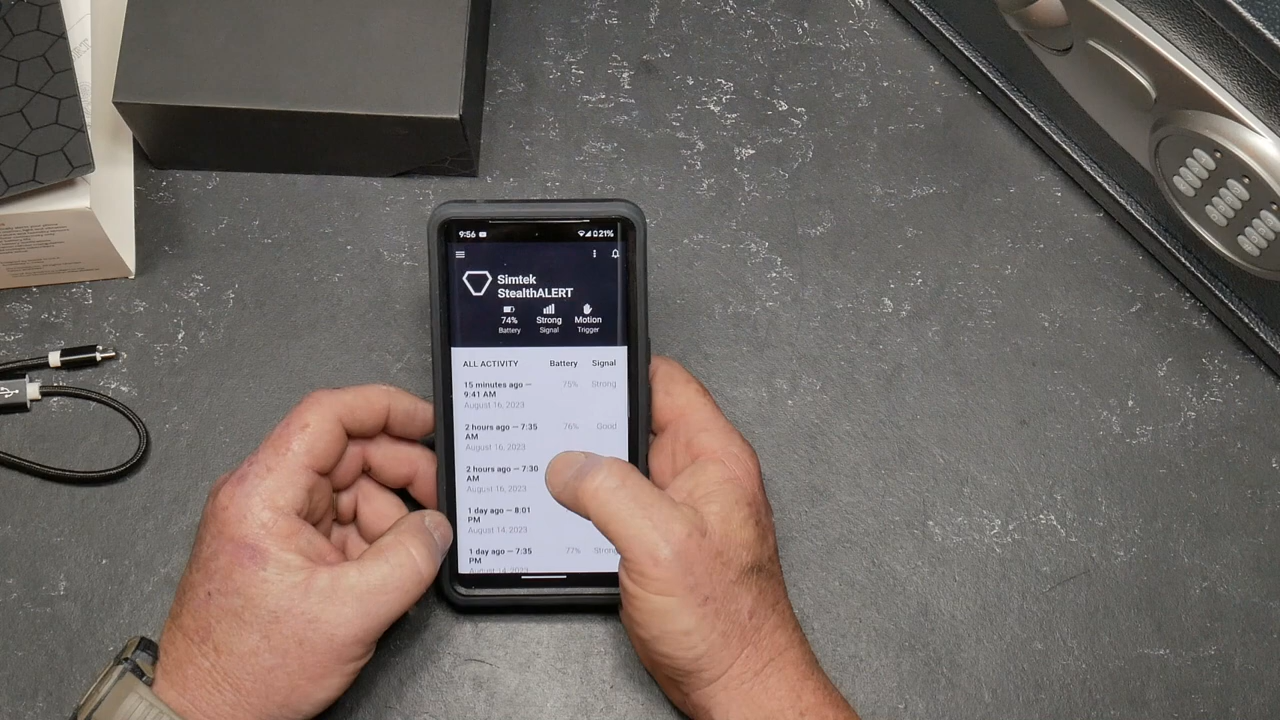 9:56
21%
Simtek
StealthALERT
74% Strong Motion
Battery Signal Trigger
ALL ACTIVITY Battery Signal
15 minutes ago — 75% Strong
9:41 AM
August 16, 2023
2 hours ago — 7:35 76% Good
AM
August 16, 2023
2 hours ago — 7:30
AM
August 16, 2023
1 day ago — 8:01
PM
August 14, 2023
1 day ago — 7:35 77% Strong
PM
August 14, 2023